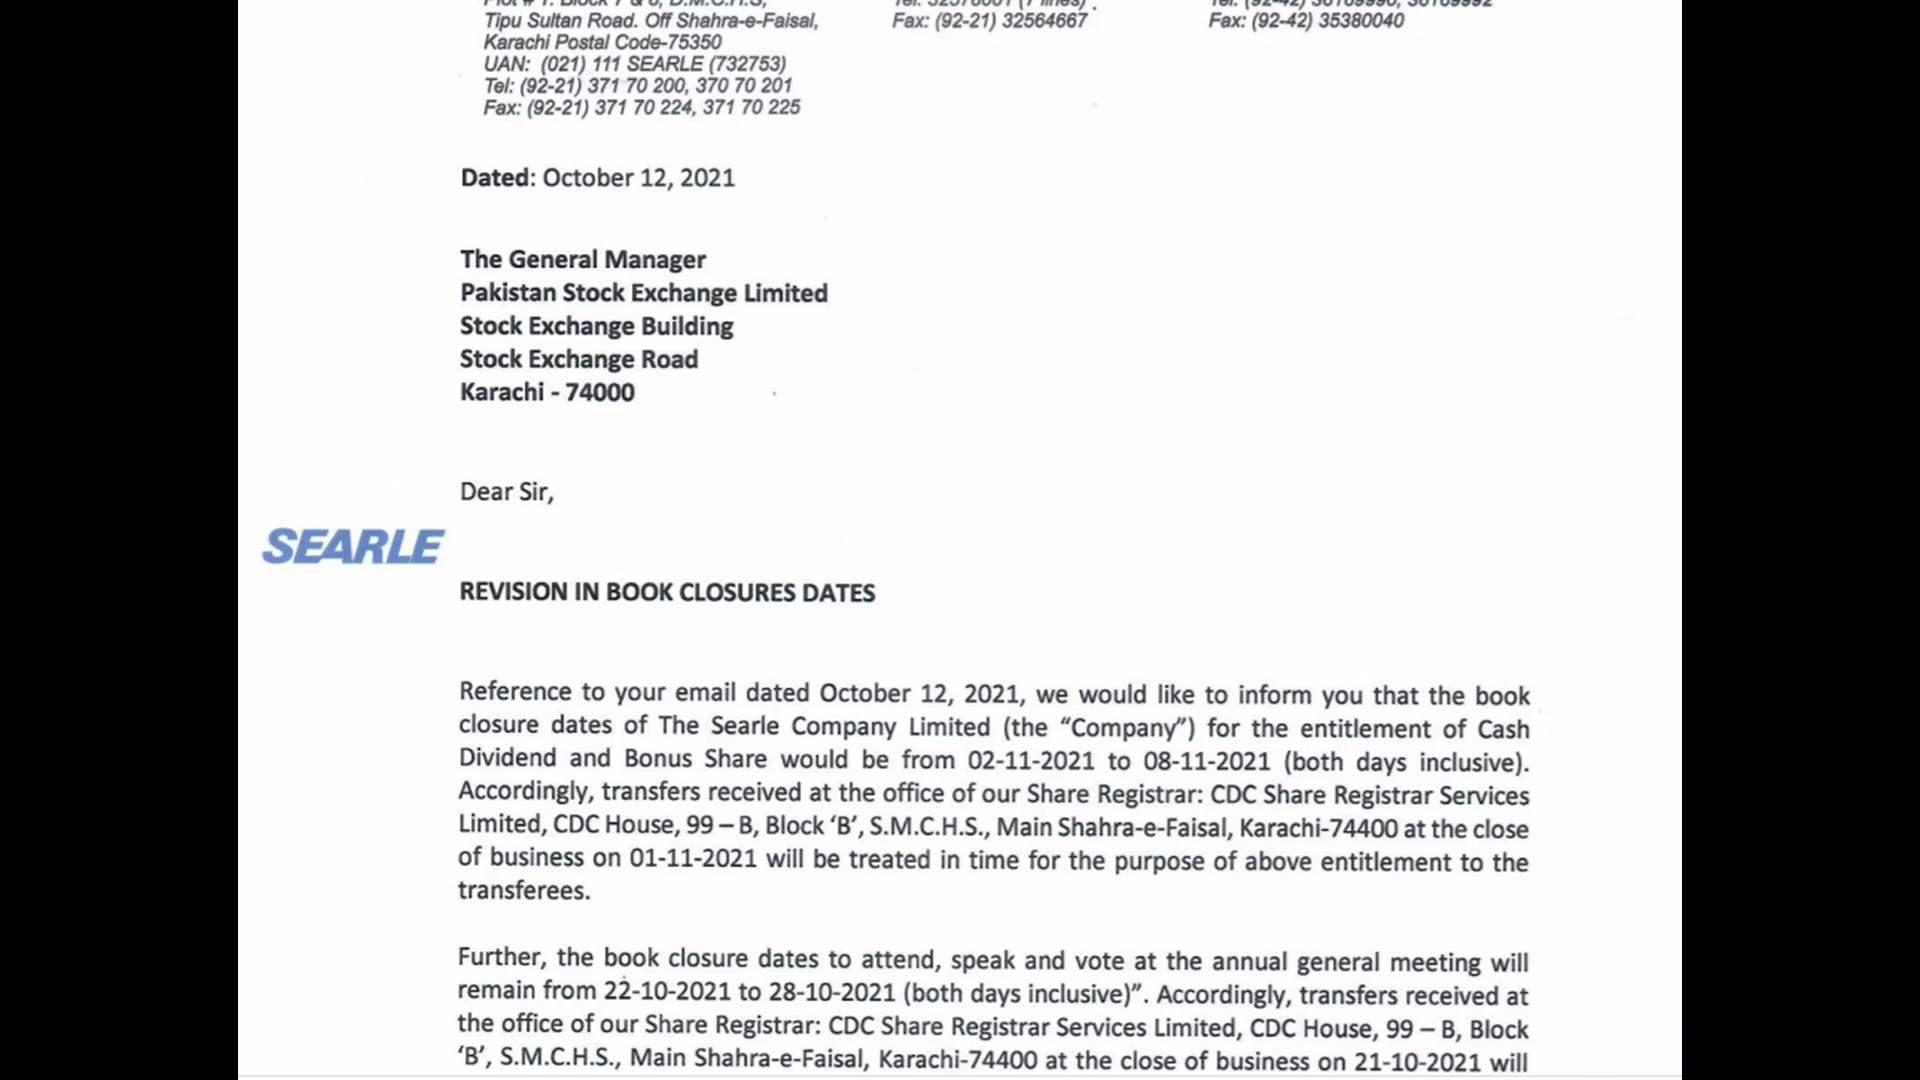 Plot # 1. Block 7 & 8, D.M.C.H.S,
Tipu Sultan Road. Off Shahra-e-Faisal,
Karachi Postal Code-75350
UAN: (021) 111 SEARLE (732753)
Tel: (92-21) 371 70 200, 370 70 201
Fax: (92-21) 371 70 224, 371 70 225
Fax: (92-21) 32564667
Fax: (92-42) 35380040
Dated: October 12, 2021
The General Manager
Pakistan Stock Exchange Limited
Stock Exchange Building
Stock Exchange Road
Karachi - 74000
Dear Sir,
SEARLE
REVISION IN BOOK CLOSURES DATES
Reference to your email dated October 12, 2021, we would like to inform you that the book
closure dates of The Searle Company Limited (the “Company”) for the entitlement of Cash
Dividend and Bonus Share would be from 02-11-2021 to 08-11-2021 (both days inclusive).
Accordingly, transfers received at the office of our Share Registrar: CDC Share Registrar Services
Limited, CDC House, 99 – B, Block ‘B’, S.M.C.H.S., Main Shahra-e-Faisal, Karachi-74400 at the close
of business on 01-11-2021 will be treated in time for the purpose of above entitlement to the
transferees.
Further, the book closure dates to attend, speak and vote at the annual general meeting will
remain from 22-10-2021 to 28-10-2021 (both days inclusive)”. Accordingly, transfers received at
the office of our Share Registrar: CDC Share Registrar Services Limited, CDC House, 99 – B, Block
‘B’, S.M.C.H.S., Main Shahra-e-Faisal, Karachi-74400 at the close of business on 21-10-2021 will